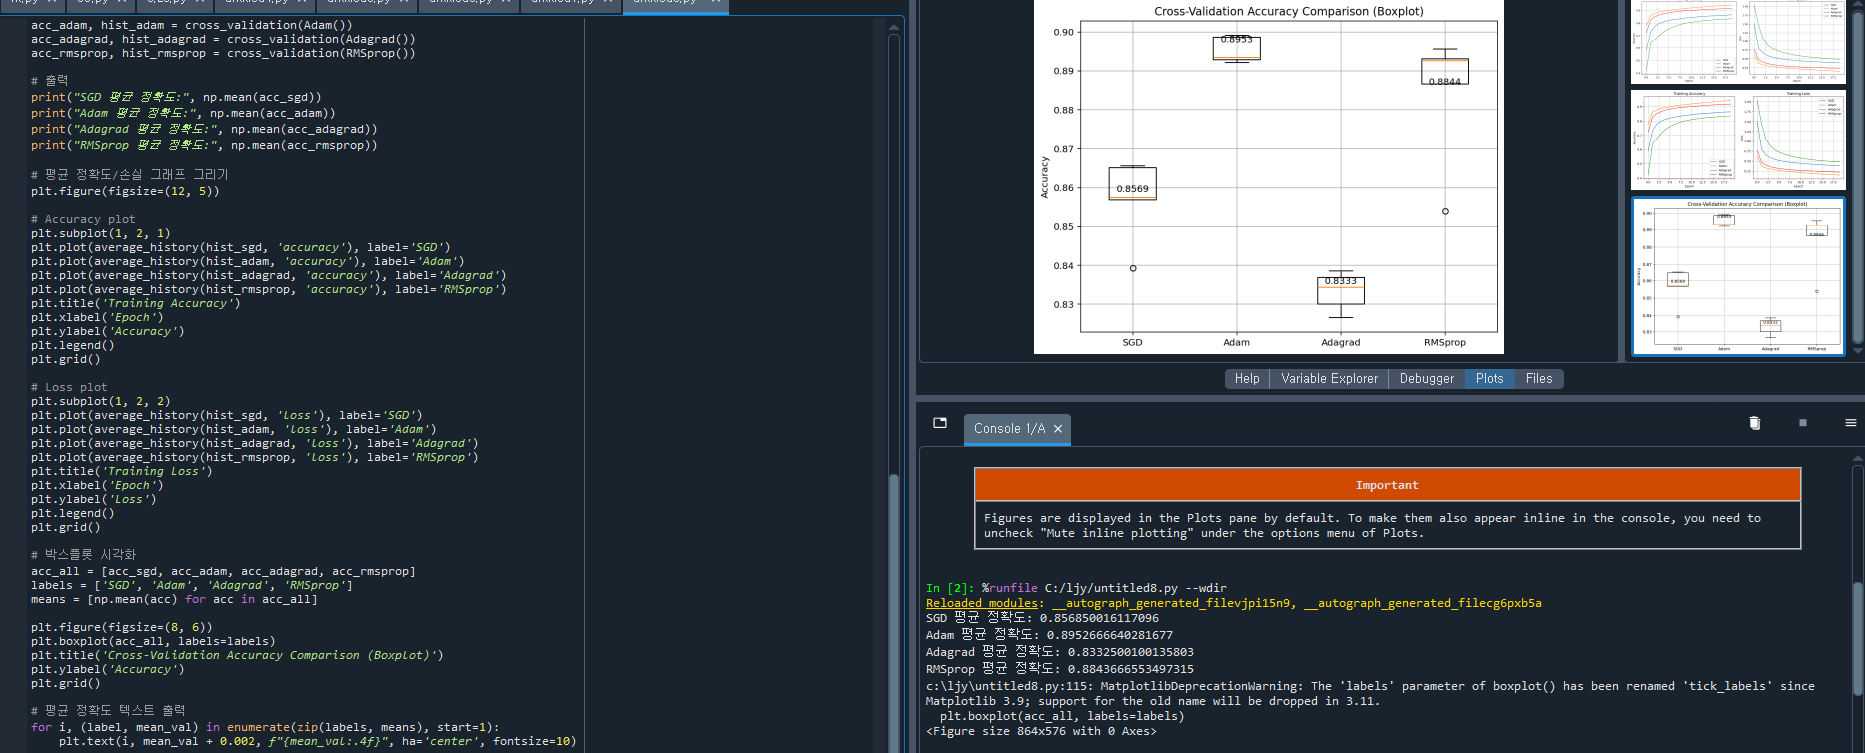 acc_adam, hist_adam = cross_validation(Adam())
acc_adagrad, hist_adagrad = cross_validation(Adagrad())
acc_rmsprop, hist_rmsprop = cross_validation(RMSprop())
# 출력
print("SGD 평균 정확도:", np.mean(acc_sgd))
print("Adam 평균 정확도:", np.mean(acc_adam))
print("Adagrad 평균 정확도:", np.mean(acc_adagrad))
print("RMSprop 평균 정확도:", np.mean(acc_rmsprop))
# 평균 정확도/손실 그래프 그리기
plt.figure(figsize=(12, 5))
# Accuracy plot
plt.subplot(1, 2, 1)
plt.plot(average_history(hist_sgd, 'accuracy'), label='SGD')
plt.plot(average_history(hist_adam, 'accuracy'), label='Adam')
plt.plot(average_history(hist_adagrad, 'accuracy'), label='Adagrad')
plt.plot(average_history(hist_rmsprop, 'accuracy'), label='RMSprop')
plt.title('Training Accuracy')
plt.xlabel('Epoch')
plt.ylabel('Accuracy')
plt.legend()
plt.grid()
# Loss plot
plt.subplot(1, 2, 2)
plt.plot(average_history(hist_sgd, 'loss'), label='SGD')
plt.plot(average_history(hist_adam, 'loss'), label='Adam')
plt.plot(average_history(hist_adagrad, 'loss'), label='Adagrad')
plt.plot(average_history(hist_rmsprop, 'loss'), label='RMSprop')
plt.title('Training Loss')
plt.xlabel('Epoch')
plt.ylabel('Loss')
plt.legend()
plt.grid()
# 박스플롯 시각화
acc_all = [acc_sgd, acc_adam, acc_adagrad, acc_rmsprop]
labels = ['SGD', 'Adam', 'Adagrad', 'RMSprop']
means = [np.mean(acc) for acc in acc_all]
plt.figure(figsize=(8, 6))
plt.boxplot(acc_all, labels=labels)
plt.title('Cross-Validation Accuracy Comparison (Boxplot)')
plt.ylabel('Accuracy')
plt.grid()
# 평균 정확도 텍스트 출력
for i, (label, mean_val) in enumerate(zip(labels, means), start=1):
plt.text(i, mean_val + 0.002, f"{mean_val:.4f}", ha='center', fontsize=10)
Cross-Validation Accuracy Comparison (Boxplot)
Accuracy
0.90
0.89
0.88
0.87
0.86
0.85
0.84
0.83
0.8569
0.8953
0.8333
0.8844
SGD
Adam
Adagrad
RMSprop
Training Accuracy
Training Loss
Cross-Validation Accuracy Comparison (Boxplot)
Help
Variable Explorer
Debugger
Plots
Files
Console 1/A
Important
Figures are displayed in the Plots pane by default. To make them also appear inline in the console, you need to
uncheck "Mute inline plotting" under the options menu of Plots.
In [2]: %runfile C:/ljy/untitled8.py --wdir
Reloaded modules: __autograph_generated_filevjpi15n9, __autograph_generated_filecg6pxb5a
SGD 평균 정확도: 0.856850016117096
Adam 평균 정확도: 0.8952666640281677
Adagrad 평균 정확도: 0.8332500100135803
RMSprop 평균 정확도: 0.8843666553497315
c:\ljy\untitled8.py:115: MatplotlibDeprecationWarning: The 'labels' parameter of boxplot() has been renamed 'tick_labels' since
Matplotlib 3.9; support for the old name will be dropped in 3.11.
plt.boxplot(acc_all, labels=labels)
<Figure size 864x576 with 0 Axes>